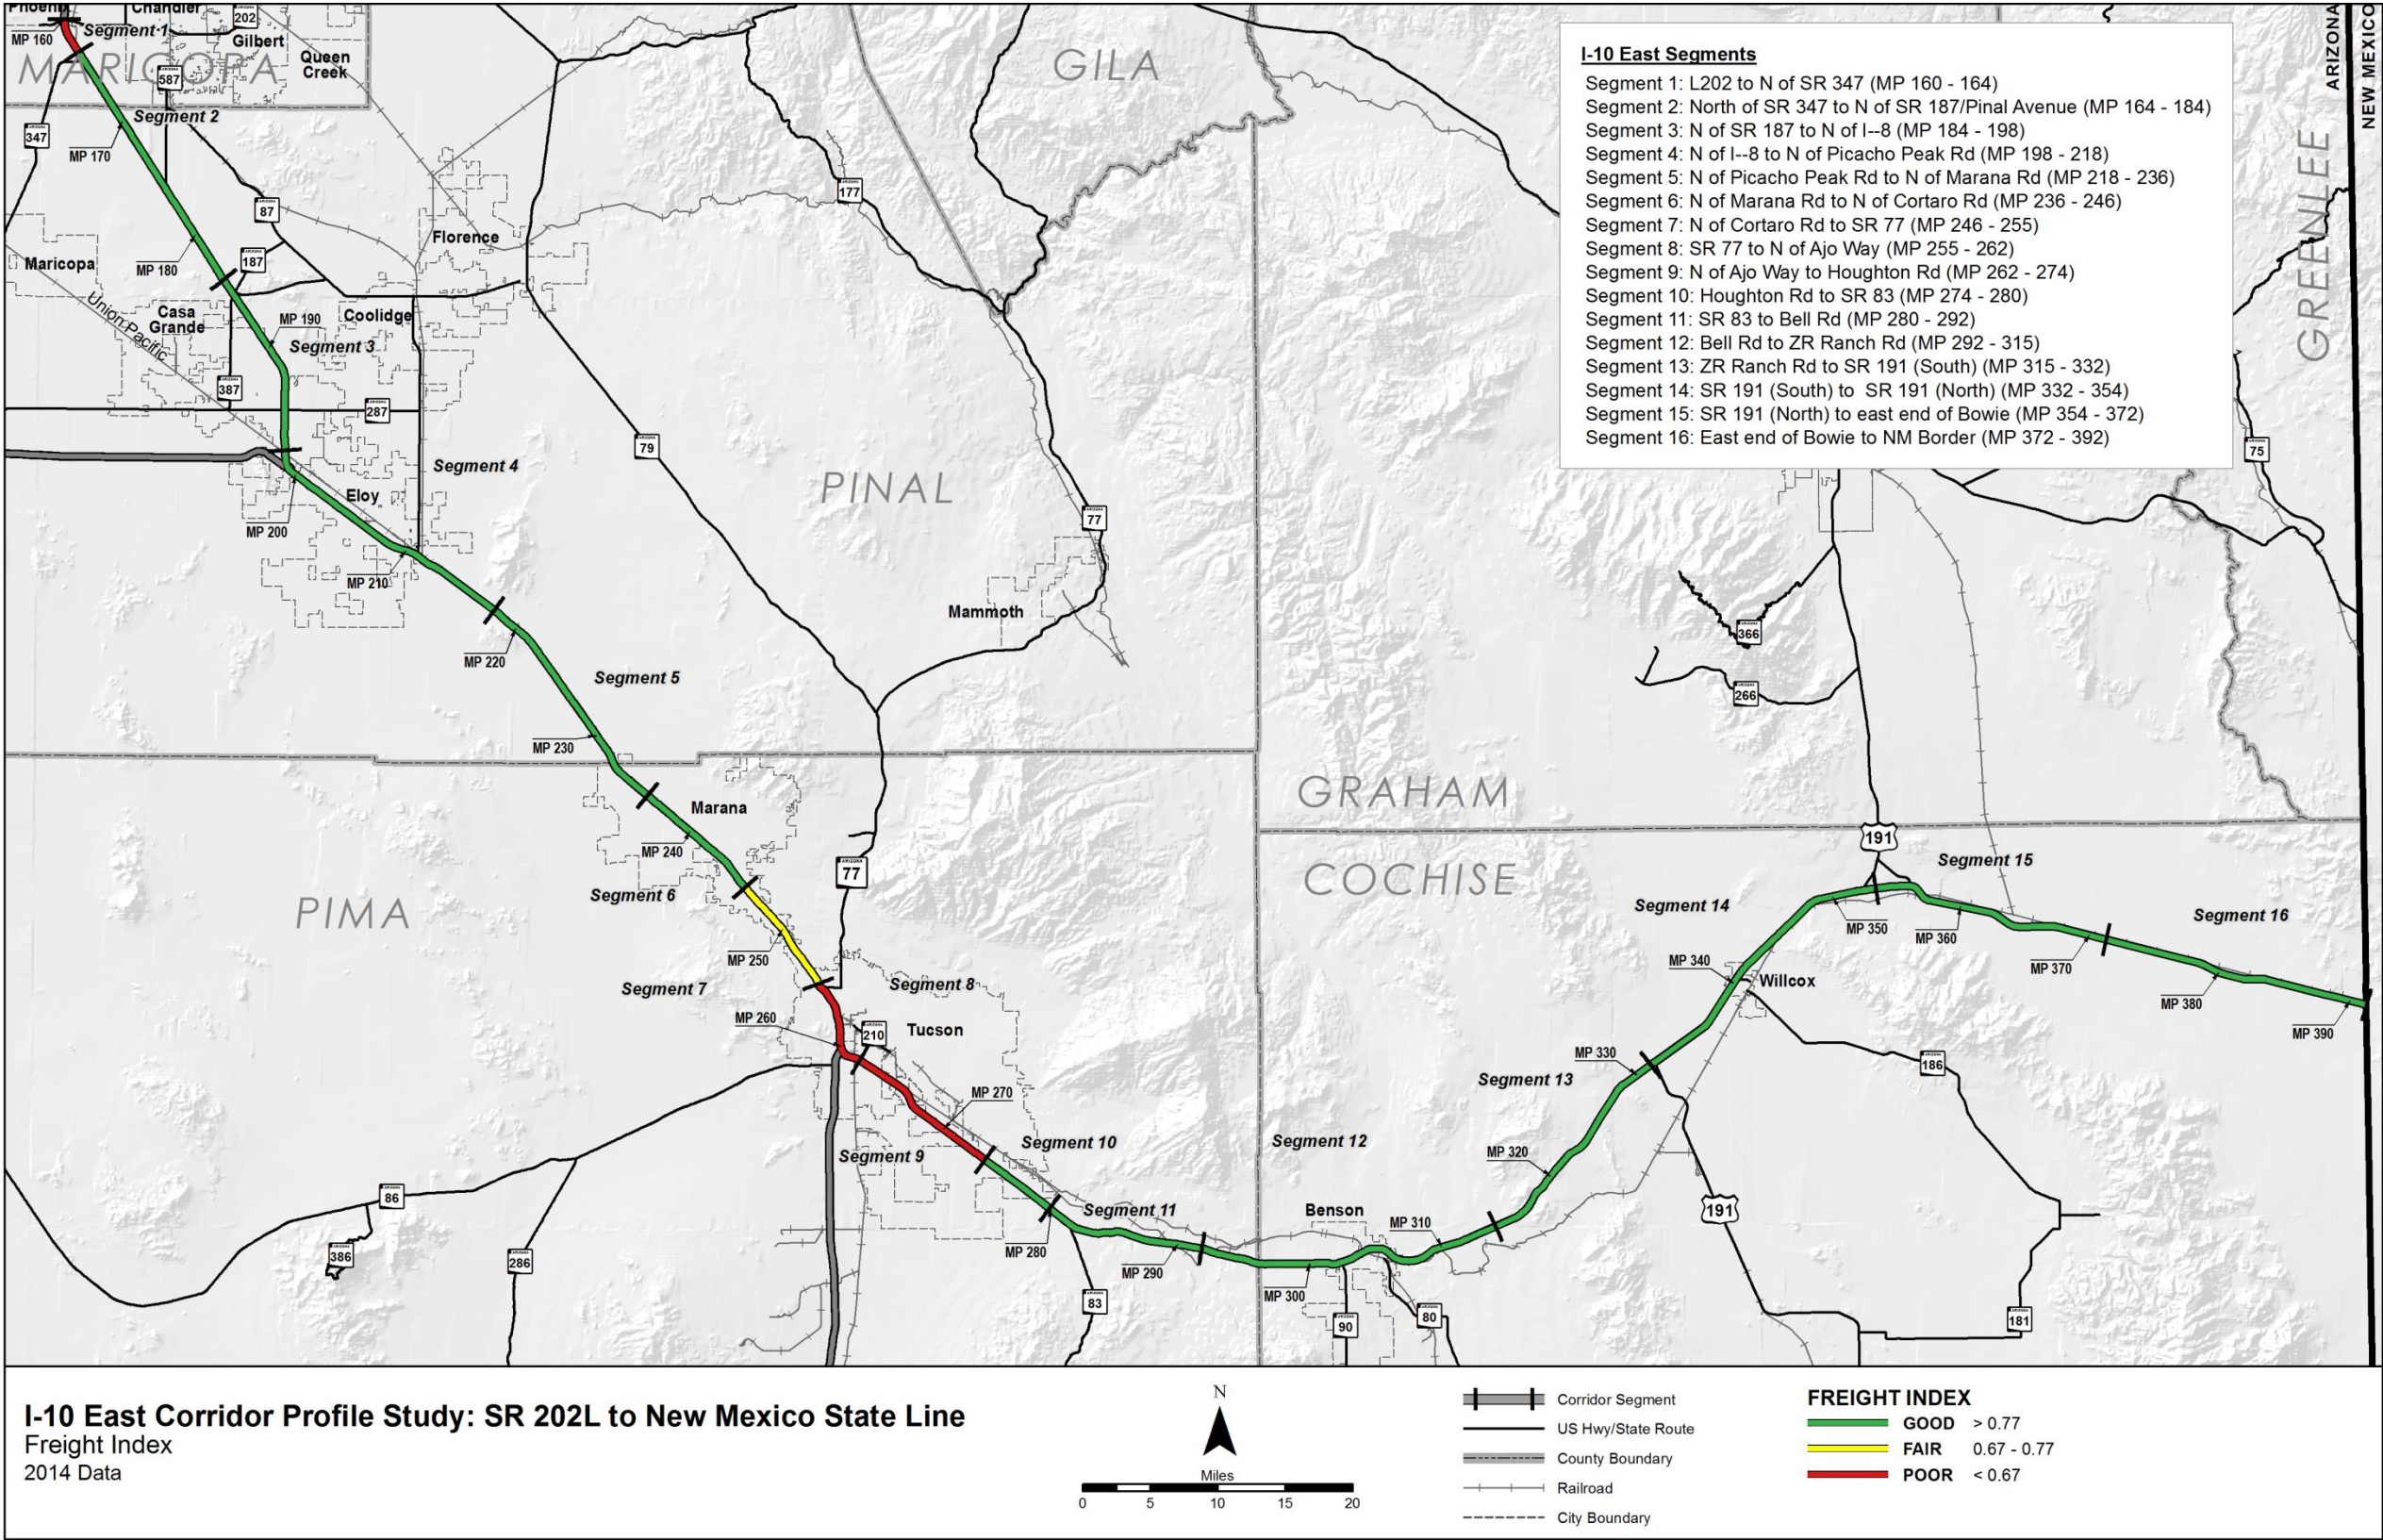 Phoenix
Chandler
202
MP 160
Segment 1
Gilbert
Queen
Creek
MARICOPA
587
Segment 2
347
MP 170
GILA
ARIZONA
NEW MEXICO
GREENLEE
I-10 East Segments
Segment 1: L202 to N of SR 347 (MP 160 - 164)
Segment 2: North of SR 347 to N of SR 187/Pinal Avenue (MP 164 - 184)
Segment 3: N of SR 187 to N of I--8 (MP 184 - 198)
Segment 4: N of I--8 to N of Picacho Peak Rd (MP 198 - 218)
Segment 5: N of Picacho Peak Rd to N of Marana Rd (MP 218 - 236)
Segment 6: N of Marana Rd to N of Cortaro Rd (MP 236 - 246)
Segment 7: N of Cortaro Rd to SR 77 (MP 246 - 255)
Segment 8: SR 77 to N of Ajo Way (MP 255 - 262)
Segment 9: N of Ajo Way to Houghton Rd (MP 262 - 274)
Segment 10: Houghton Rd to SR 83 (MP 274 - 280)
Segment 11: SR 83 to Bell Rd (MP 280 - 292)
Segment 12: Bell Rd to ZR Ranch Rd (MP 292 - 315)
Segment 13: ZR Ranch Rd to SR 191 (South) (MP 315 - 332)
Segment 14: SR 191 (South) to SR 191 (North) (MP 332 - 354)
Segment 15: SR 191 (North) to east end of Bowie (MP 354 - 372)
Segment 16: East end of Bowie to NM Border (MP 372 - 392)
177
87
Florence
187
Maricopa
MP 180
Union Pacific
Casa
Grande
MP 190
Coolidge
Segment 3
387
287
79
75
Segment 4
PINAL
Eloy
MP 200
77
MP 210
Mammoth
366
MP 220
Segment 5
266
MP 230
GRAHAM
Marana
191
MP 240
77
COCHISE
Segment 15
PIMA
Segment 6
Segment 14
Segment 16
MP 350
MP 360
MP 250
MP 340
MP 370
Segment 7
Segment 8
Willcox
MP 380
MP 260
210
Tucson
MP 390
MP 330
186
Segment 13
MP 270
Segment 10
Segment 12
Segment 9
MP 320
86
Segment 11
Benson
MP 310
191
386
286
MP 280
MP 290
MP 300
83
90
80
181
I-10 East Corridor Profile Study: SR 202L to New Mexico State Line
Freight Index
2014 Data
N
Miles
0 5 10 15 20
Corridor Segment
US Hwy/State Route
County Boundary
Railroad
City Boundary
FREIGHT INDEX
GOOD > 0.77
FAIR 0.67 - 0.77
POOR < 0.67